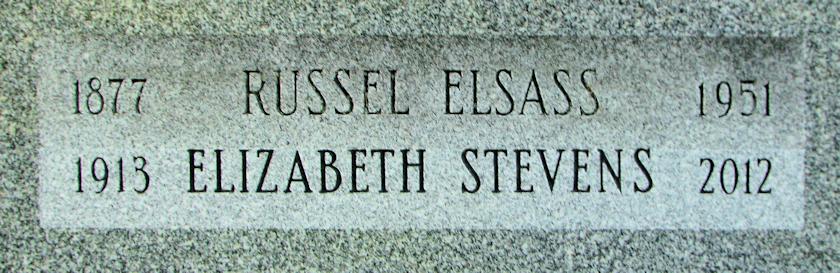 1877 RUSSEL ELSASS 1951
1913 ELIZABETH STEVENS 2012